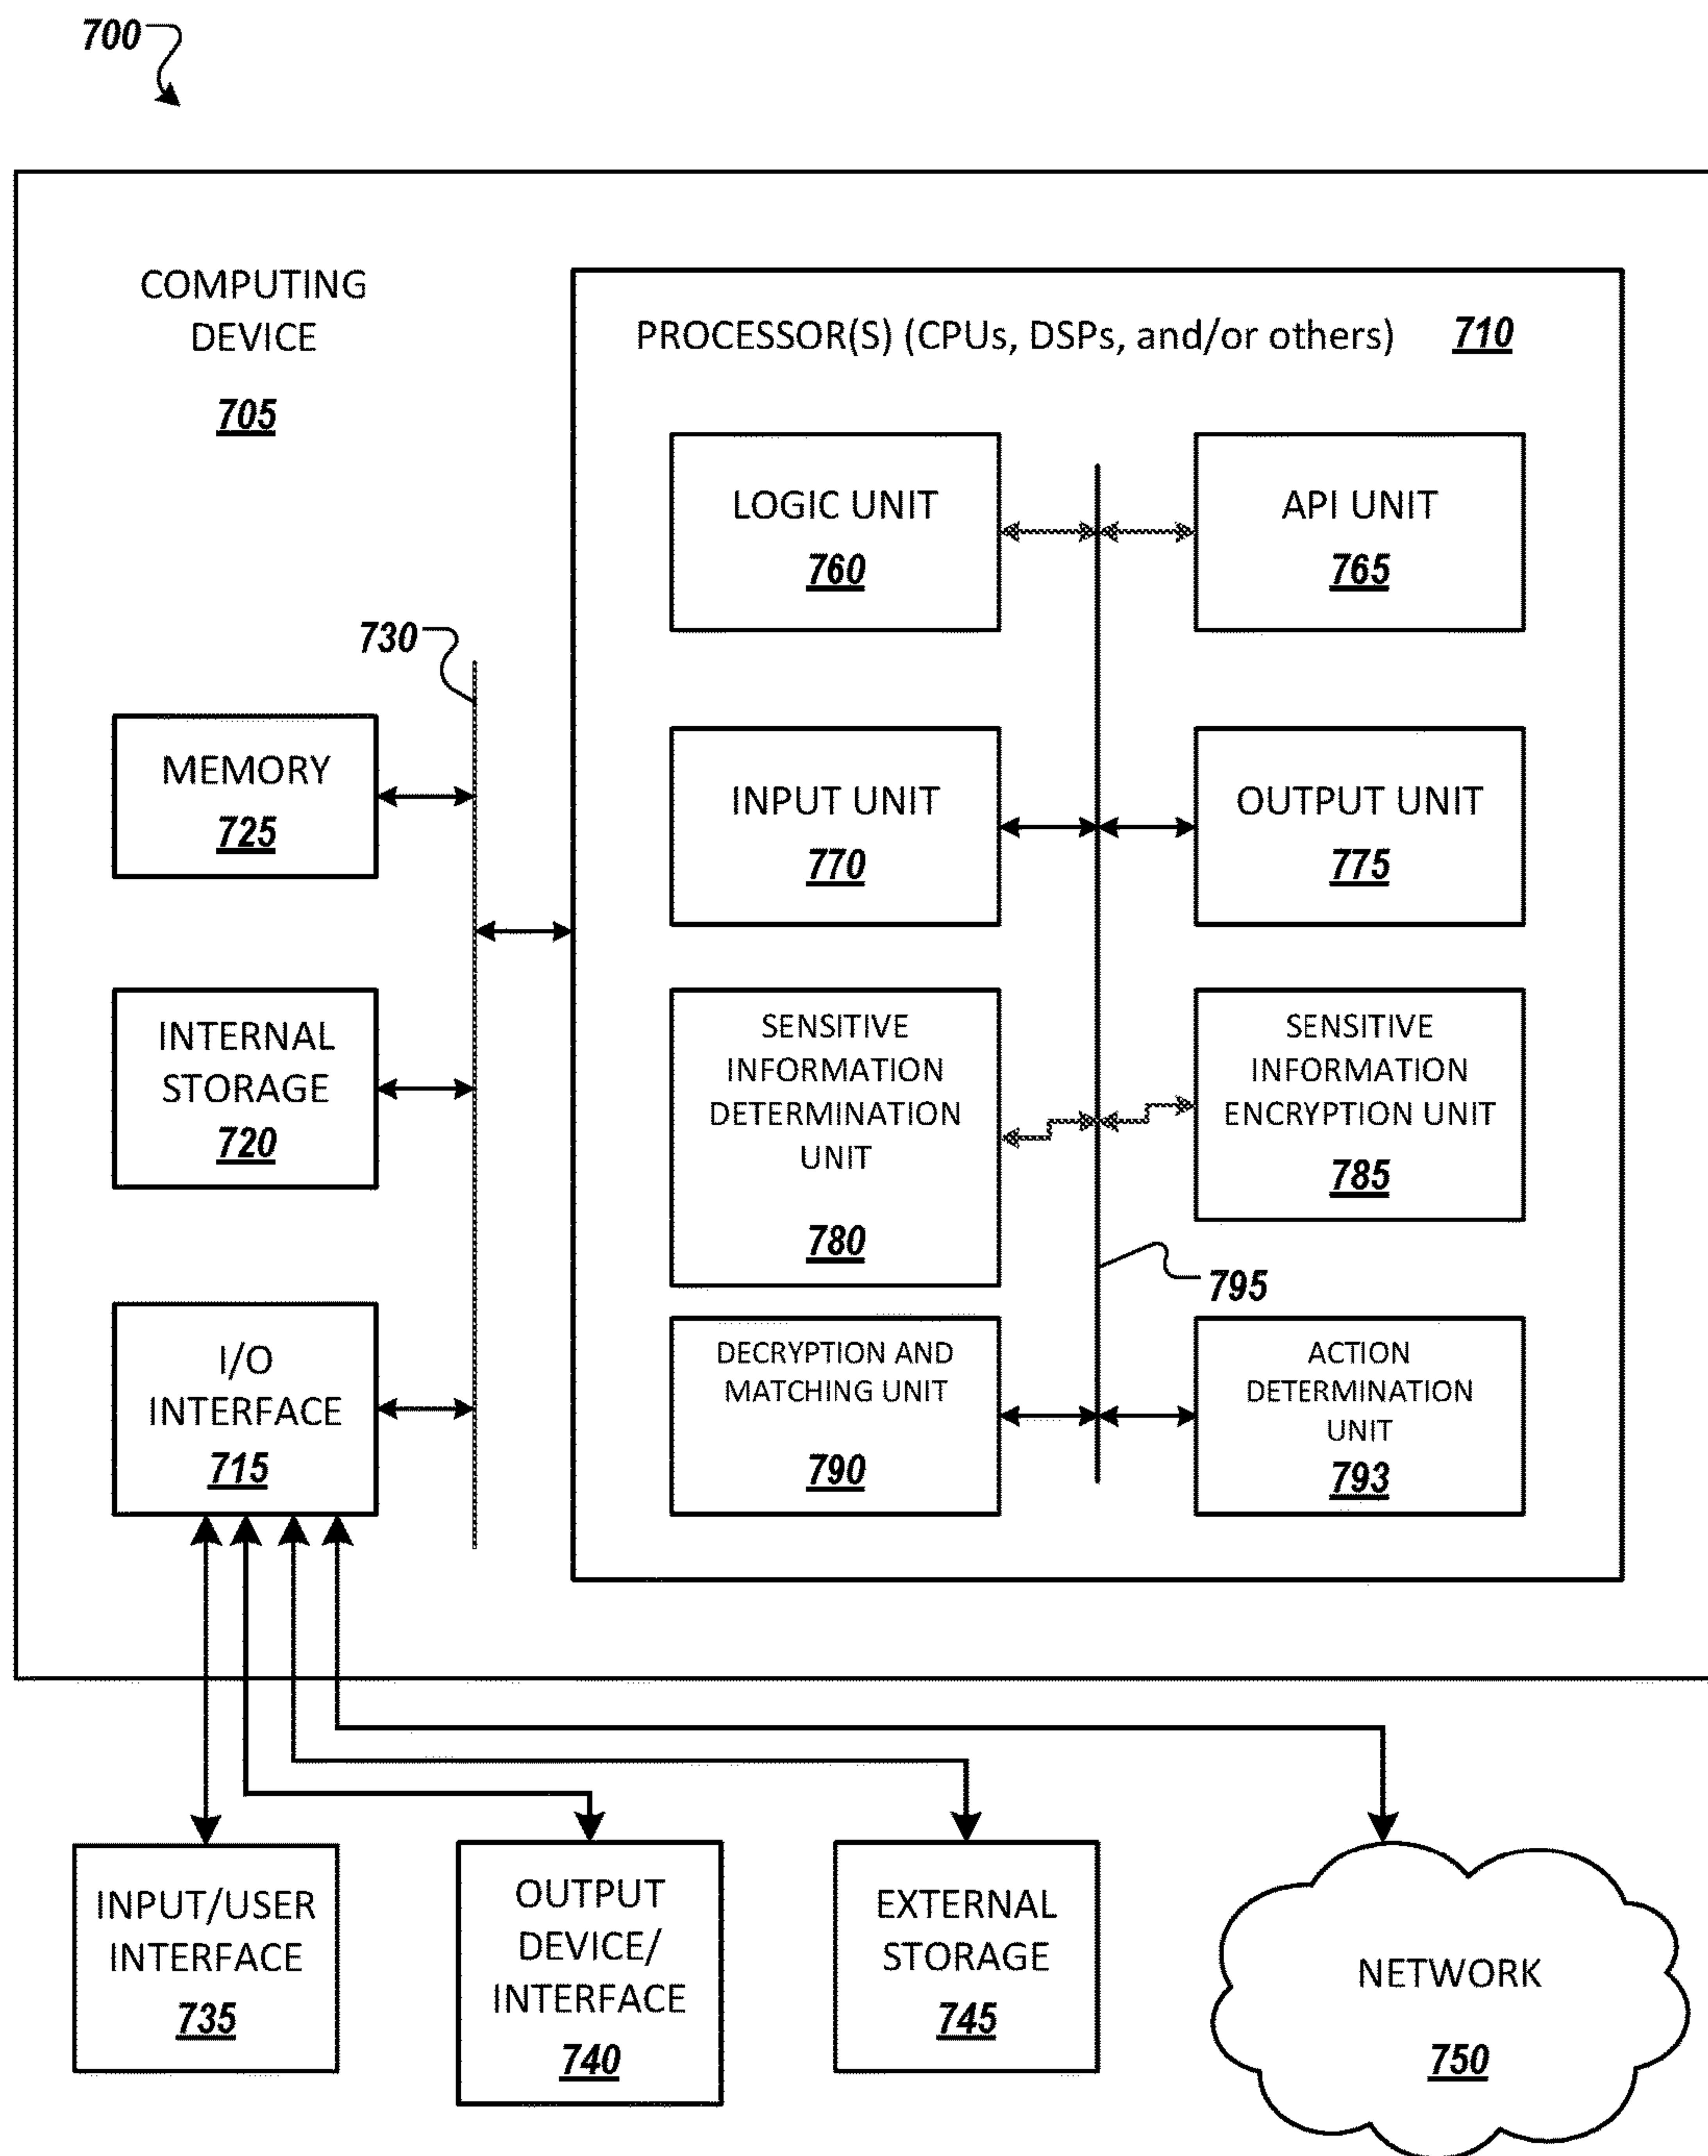 700
COMPUTING
DEVICE
705
PROCESSOR(S) (CPUs, DSPs, and/or others) 710
LOGIC UNIT
760
API UNIT
765
730
MEMORY
725
INPUT UNIT
770
OUTPUT UNIT
775
INTERNAL
STORAGE
720
SENSITIVE
INFORMATION
DETERMINATION
UNIT
780
SENSITIVE
INFORMATION
ENCRYPTION UNIT
785
795
I/O
INTERFACE
715
DECRYPTION AND
MATCHING UNIT
790
ACTION
DETERMINATION
UNIT
793
INPUT/USER
INTERFACE
735
OUTPUT
DEVICE/
INTERFACE
740
EXTERNAL
STORAGE
745
NETWORK
750